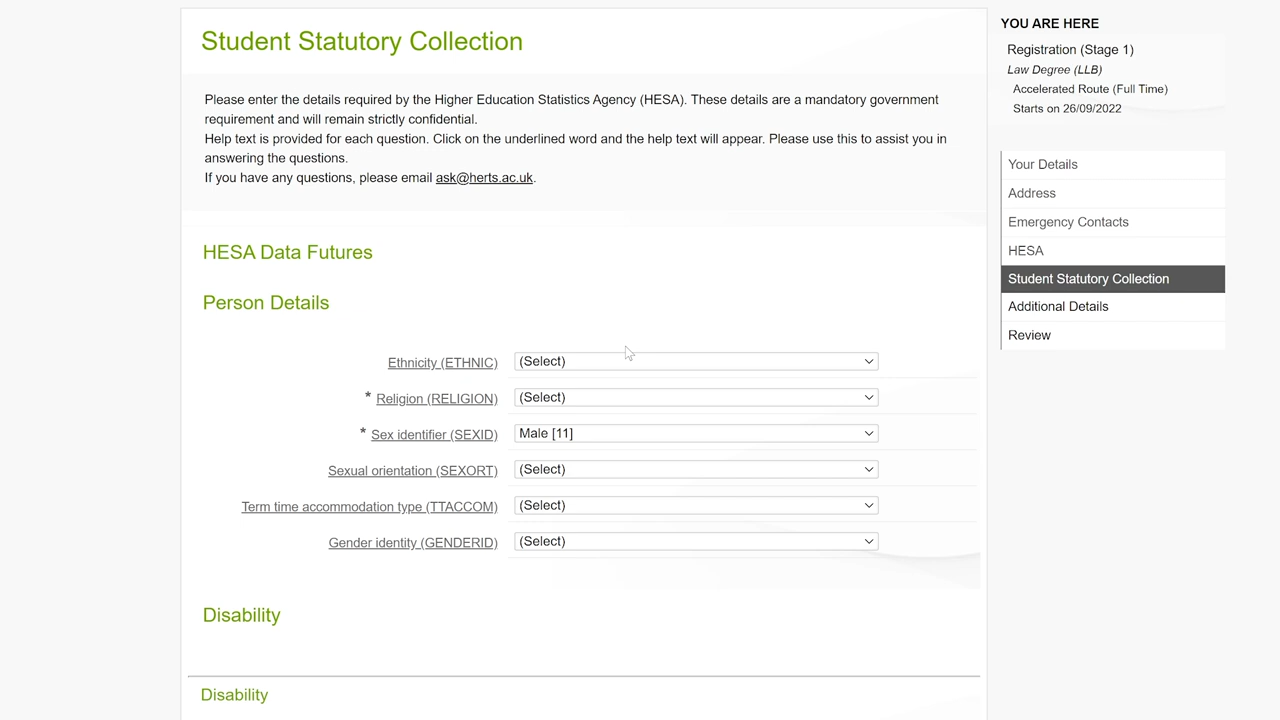 Student Statutory Collection
Please enter the details required by the Higher Education Statistics Agency (HESA). These details are a mandatory government
requirement and will remain strictly confidential.
Help text is provided for each question. Click on the underlined word and the help text will appear. Please use this to assist you in
answering the questions.
If you have any questions, please email ask@herts.ac.uk.
HESA Data Futures
Person Details
Ethnicity (ETHNIC) (Select)
* Religion (RELIGION) (Select)
* Sex identifier (SEXID) Male [11]
Sexual orientation (SEXORT) (Select)
Term time accommodation type (TTACCOM) (Select)
Gender identity (GENDERID) (Select)
Disability
Disability
YOU ARE HERE
Registration (Stage 1)
Law Degree (LLB)
Accelerated Route (Full Time)
Starts on 26/09/2022
Your Details
Address
Emergency Contacts
HESA
Student Statutory Collection
Additional Details
Review